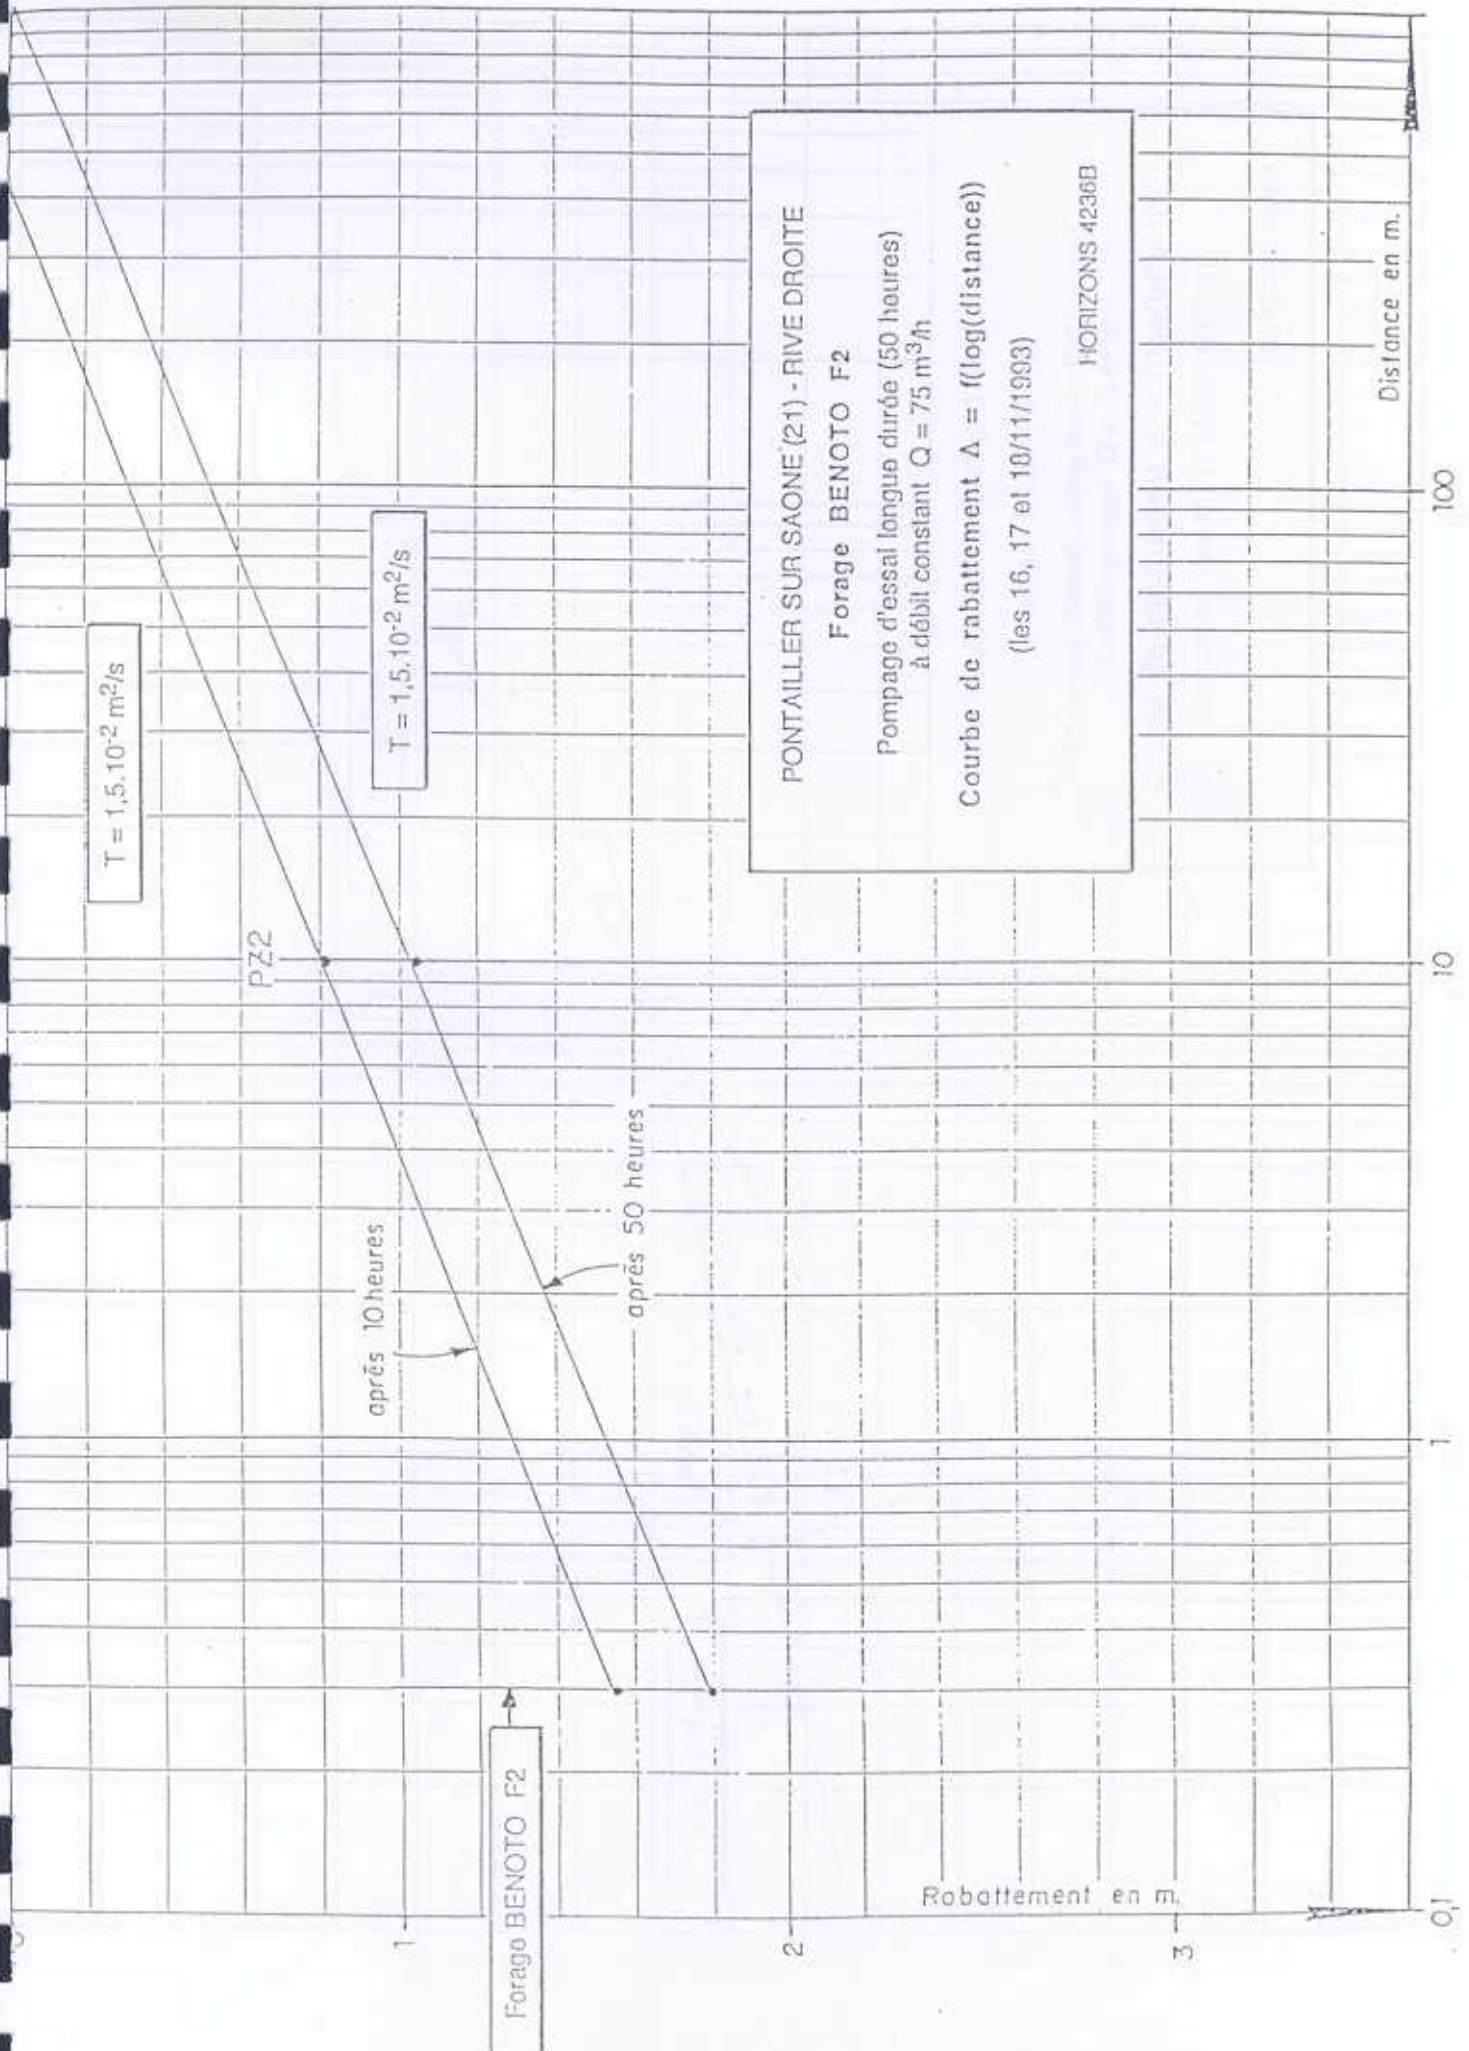 T = 1,5.10-2 m2/s
T = 1,5.10-2 m2/s
PZ2
après 10 heures
après 50 heures
Forage BENOTO F2
PONTAILLER SUR SAONE (21) - RIVE DROITE
Forage BENOTO F2
Pompage d'essai longue durée (50 heures)
à débit constant Q = 75 m3/h
Courbe de rabattement Δ = f(log(distance))
(les 16, 17 et 18/11/1993)
HORIZONS 4236B
Rabattement en m.
Distance en m.
0
1
2
3
0,1
1
10
100